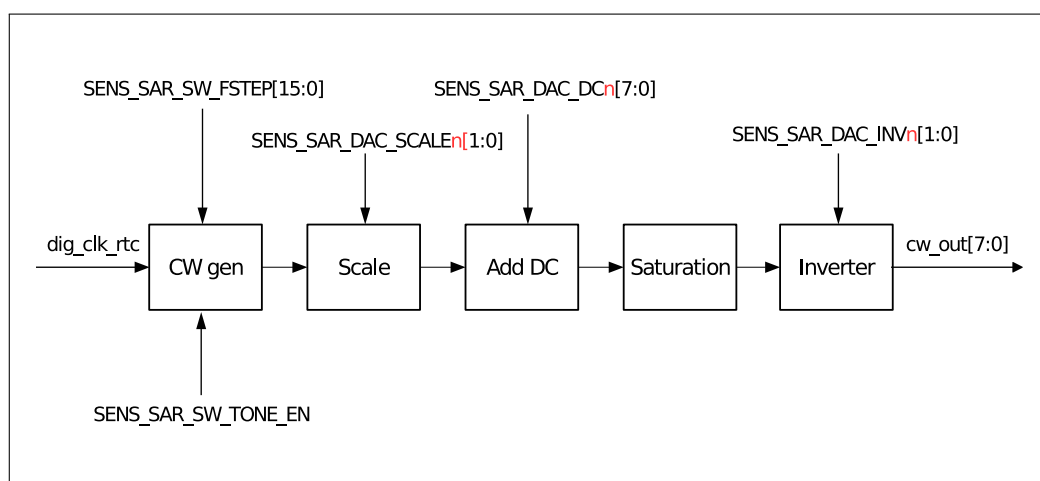 SENS_SAR_SW_FSTEP[15:0]
SENS_SAR_DAC_DCn[7:0]
SENS_SAR_DAC_SCALEn[1:0]
SENS_SAR_DAC_INVn[1:0]
dig_clk_rtc
CW gen
Scale
Add DC
Saturation
Inverter
cw_out[7:0]
SENS_SAR_SW_TONE_EN